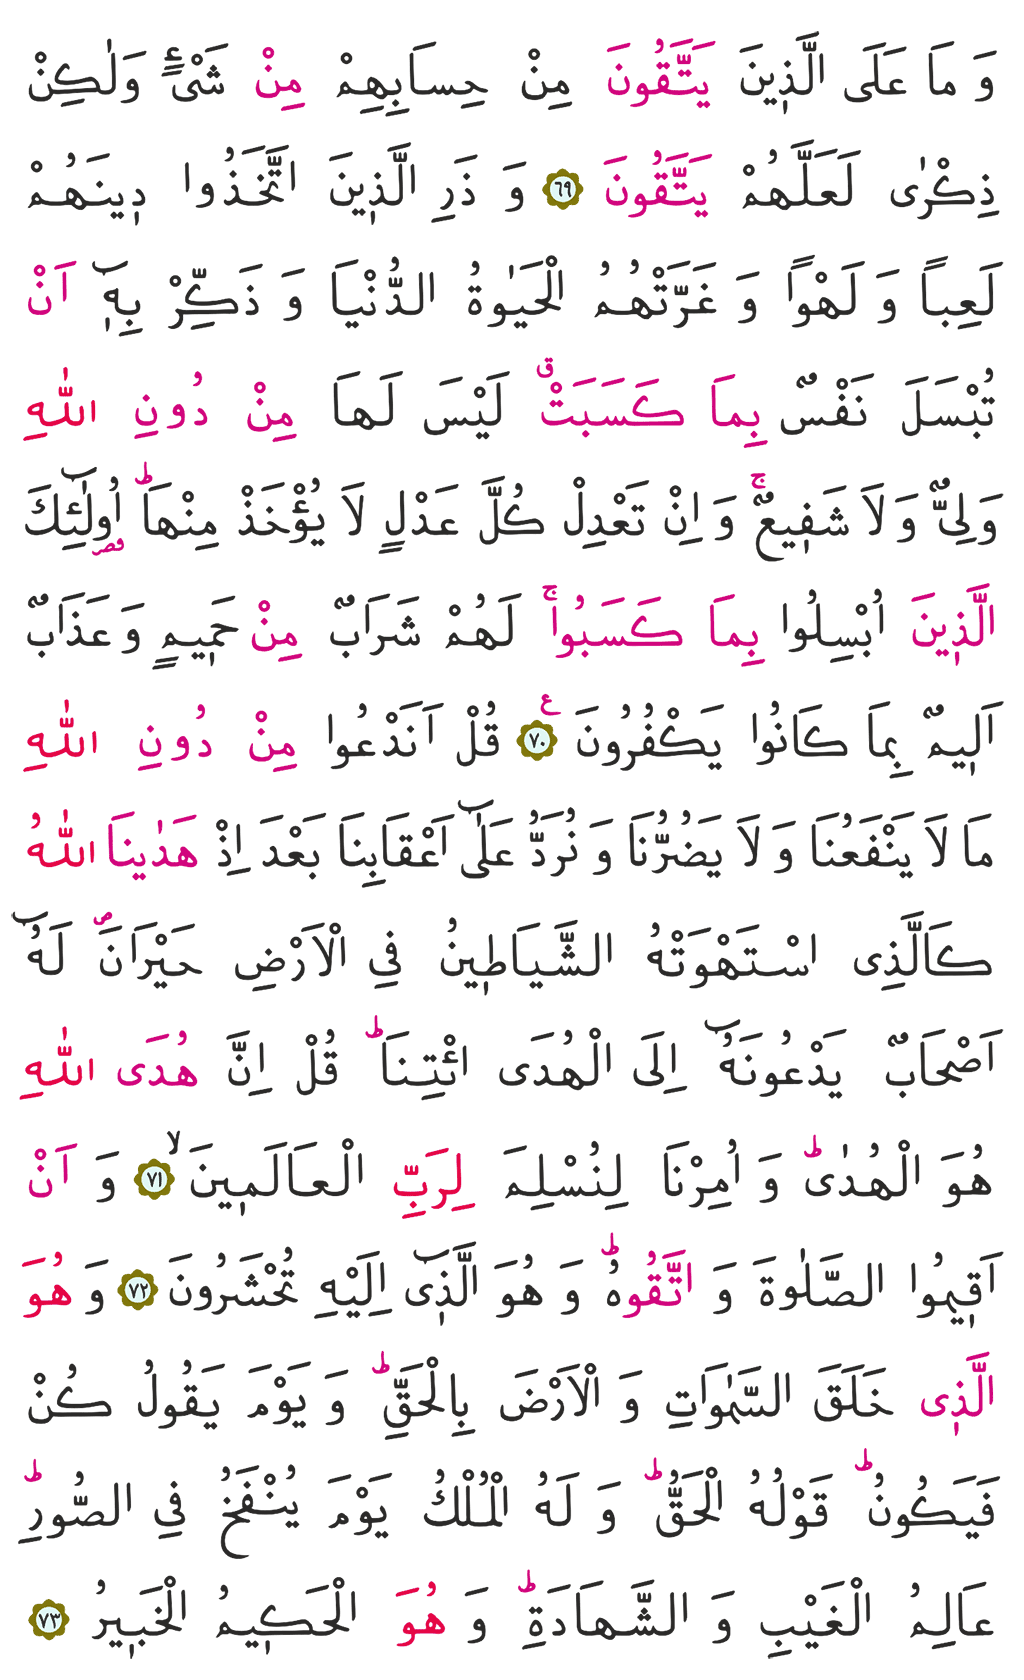 وَ مَا عَلَى الَّذٖينَ يَتَّقُونَ مِنْ حِسَابِهِمْ مِنْ شَیْءٍ وَلٰكِنْ
ذِكْرٰى لَعَلَّهُمْ يَتَّقُونَ ٦٩ وَ ذَرِ الَّذٖينَ اتَّخَذُوا دٖينَهُمْ
لَعِباً وَ لَهْوًا وَ غَرَّتْهُمُ الْحَيٰوةُ الدُّنْيَا وَ ذَكِّرْ بِهٖٓ اَنْ
تُبْسَلَ نَفْسٌ بِمَا كَسَبَتْۗ لَيْسَ لَهَا مِنْ دُونِ اللّٰهِ
وَلِىٌّ وَ لَا شَفٖيعٌۚ وَ اِنْ تَعْدِلْ كُلَّ عَدْلٍ لَا يُؤْخَذْ مِنْهَاؕ اُولٰٓئِكَ
الَّذٖينَ اُبْسِلُوا بِمَا كَسَبُواۚ لَهُمْ شَرَابٌ مِنْ حَمٖيمٍ وَ عَذَابٌ
اَلٖيمٌ بِمَا كَانُوا يَكْفُرُونَ ٧٠ ع قُلْ اَنَدْعُوا مِنْ دُونِ اللّٰهِ
مَا لَا يَنْفَعُنَا وَ لَا يَضُرُّنَا وَ نُرَدُّ عَلٰٓى اَعْقَابِنَا بَعْدَ اِذْ هَدٰينَا اللّٰهُ
كَالَّذِى اسْتَهْوَتْهُ الشَّيَاطٖينُ فِى الْاَرْضِ حَيْرَانَ ص لَهُٓ
اَصْحَابٌ يَدْعُونَهُٓ اِلَى الْهُدَى ائْتِنَاؕ قُلْ اِنَّ هُدَى اللّٰهِ
هُوَ الْهُدٰىؕ وَ اُمِرْنَا لِنُسْلِمَ لِرَبِّ الْعَالَمٖينَۙ ٧١ وَ اَنْ
اَقٖيمُوا الصَّلٰوةَ وَ اتَّقُوهُؕ وَ هُوَ الَّذٖٓى اِلَيْهِ تُحْشَرُونَ ٧٢ وَ هُوَ
الَّذٖى خَلَقَ السَّمٰوَاتِ وَ الْاَرْضَ بِالْحَقِّؕ وَ يَوْمَ يَقُولُ كُنْ
فَيَكُونُؕ قَوْلُهُ الْحَقُّؕ وَ لَهُ الْمُلْكُ يَوْمَ يُنْفَخُ فِى الصُّورِؕ
عَالِمُ الْغَيْبِ وَ الشَّهَادَةِؕ وَ هُوَ الْحَكٖيمُ الْخَبٖيرُ ٧٣